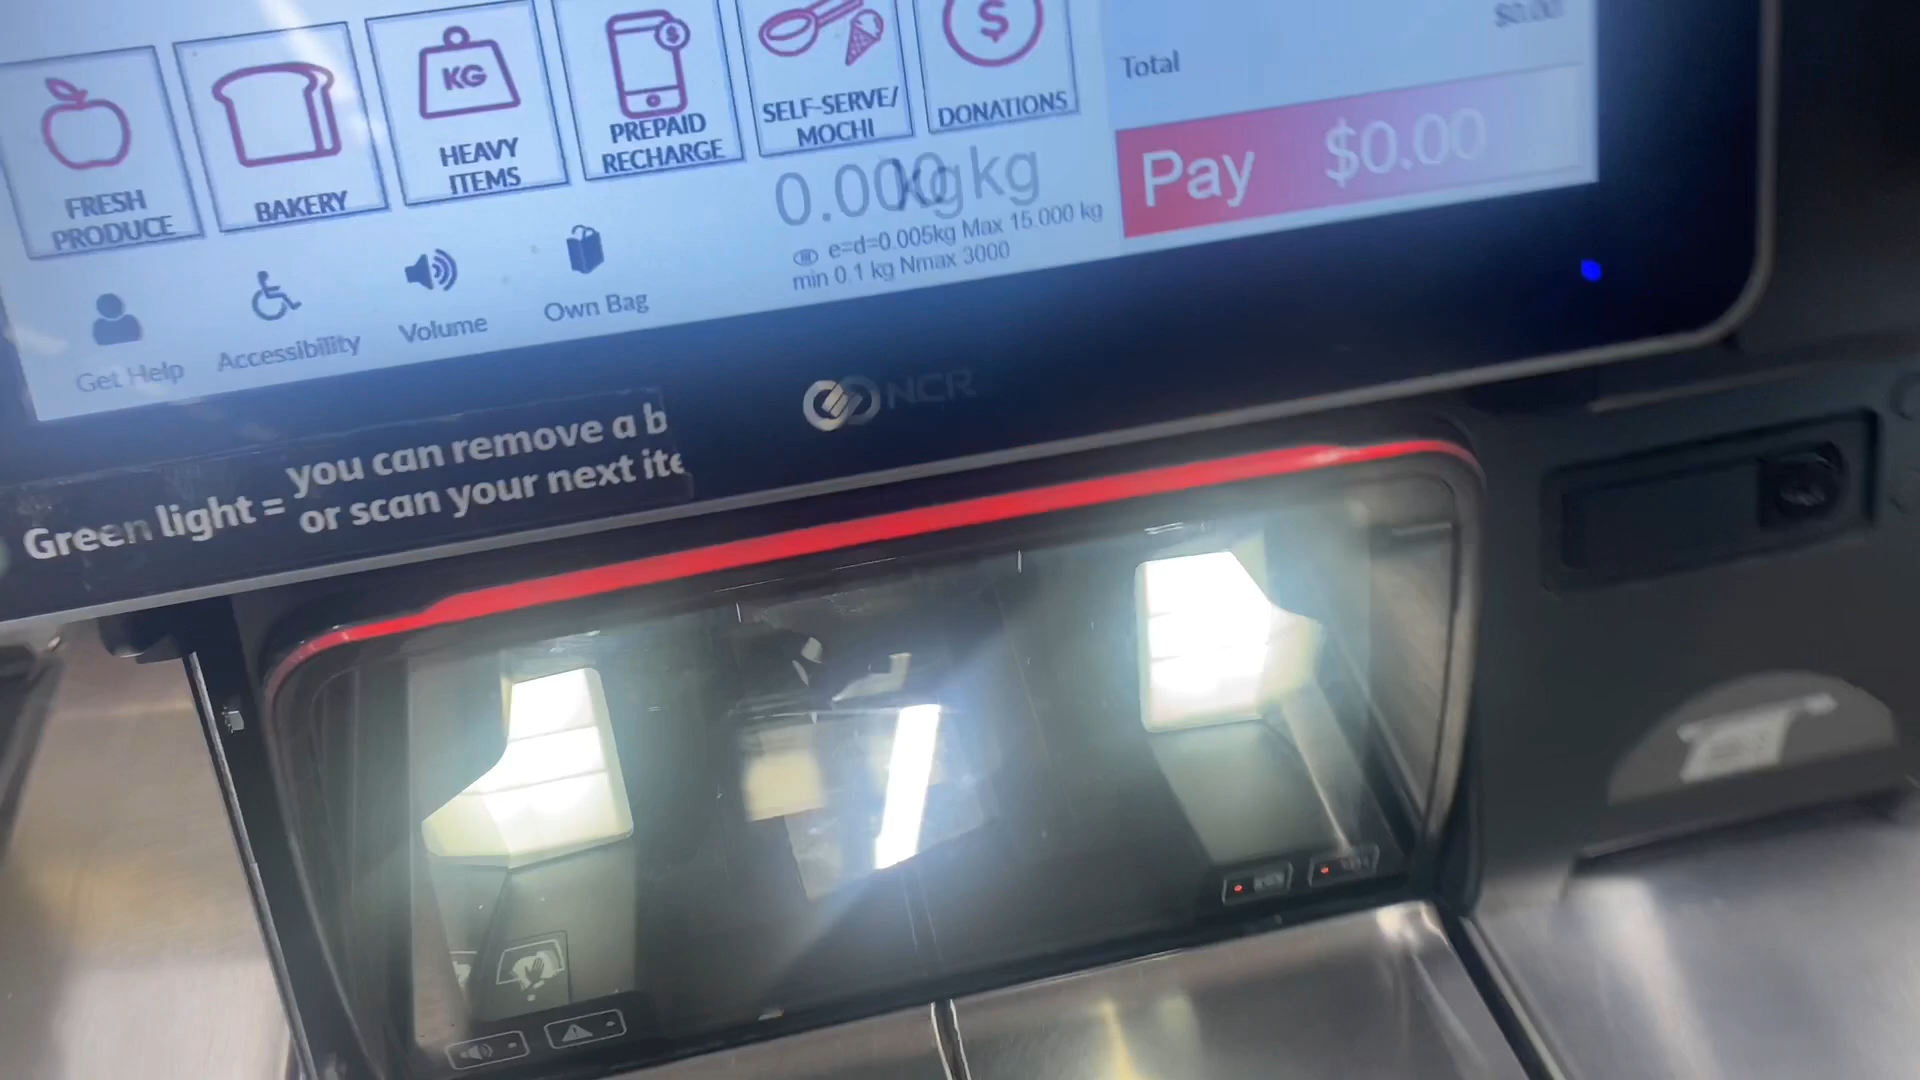 $0.00
Total
Pay $0.00
KG
FRESH
PRODUCE
BAKERY
HEAVY
ITEMS
PREPAID
RECHARGE
SELF-SERVE/
MOCHI
$
DONATIONS
0.000 kg
e=d=0.005kg Max 15.000 kg
min 0.1 kg Nmax 3000
Get Help
Accessibility
Volume
Own Bag
NCR
Green light =
you can remove a b
or scan your next ite